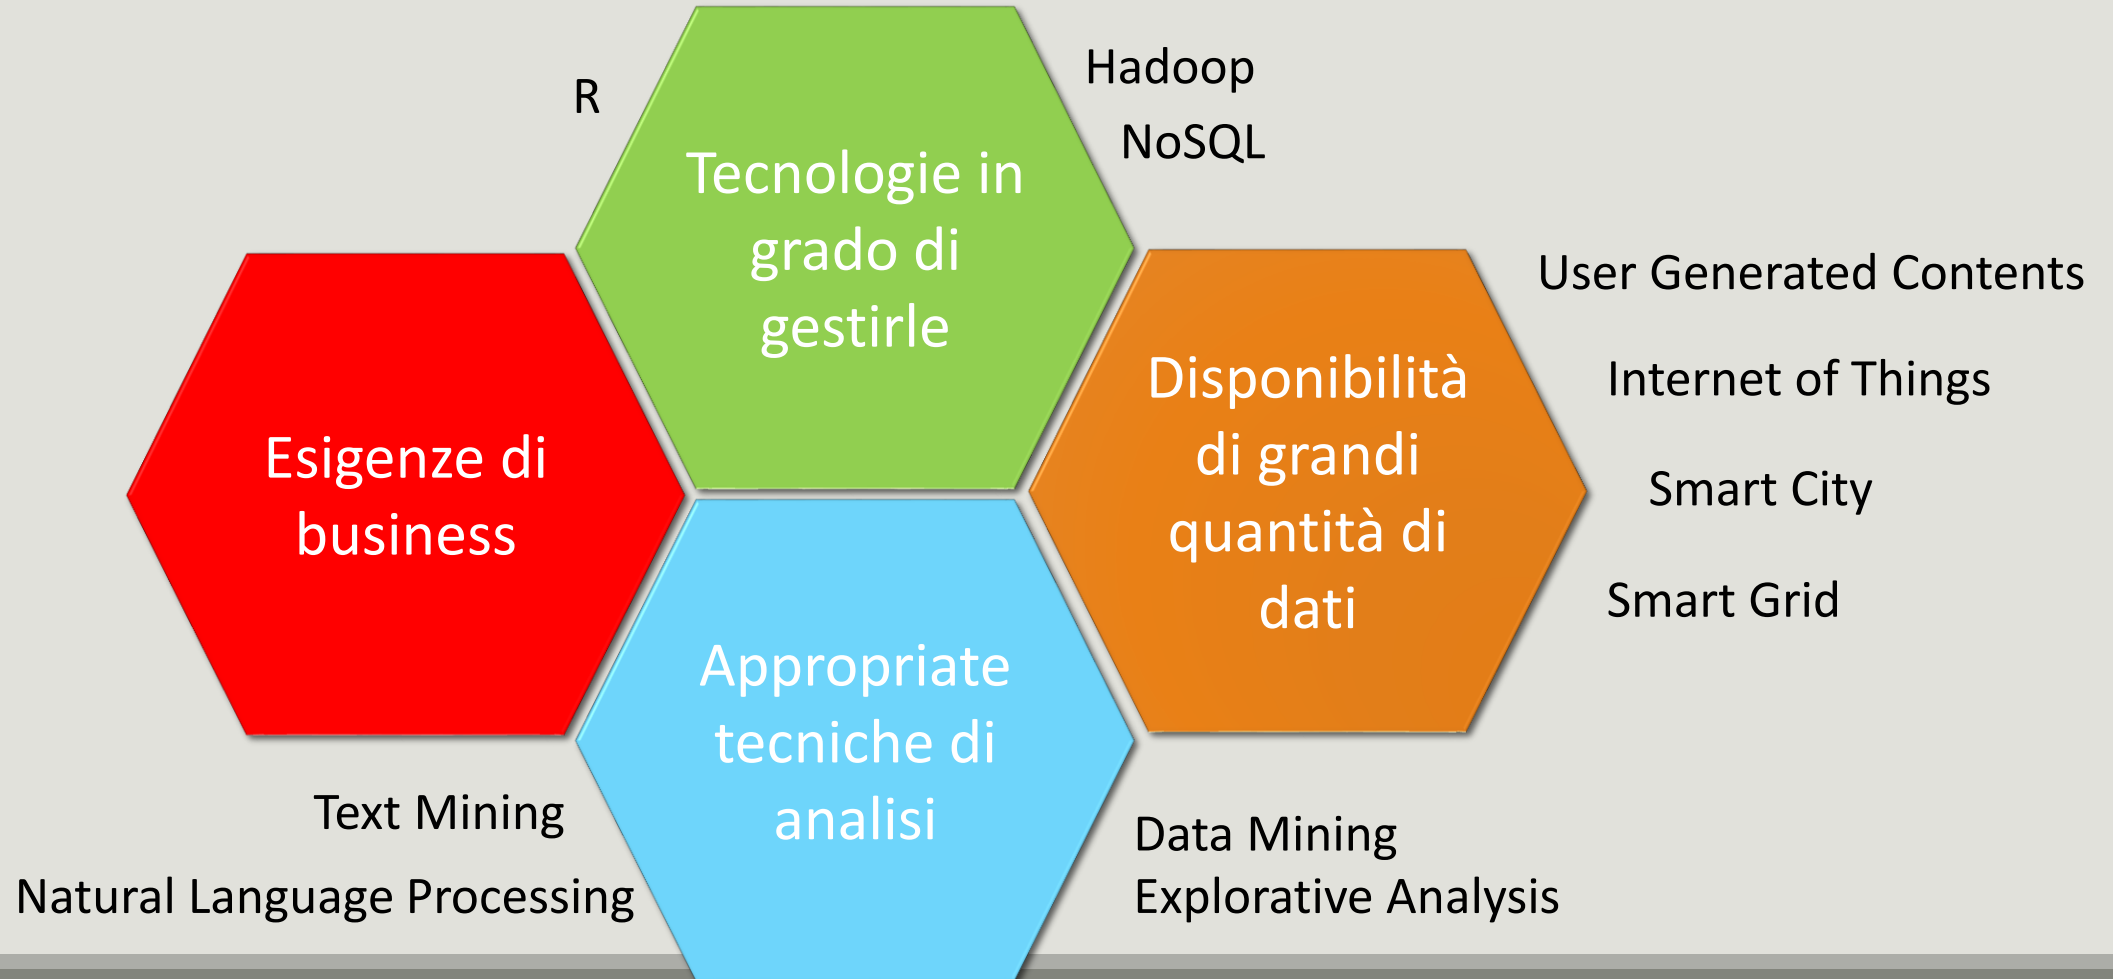 R
Hadoop
NoSQL
Tecnologie in
grado di
gestirle
Esigenze di
business
Disponibilità
di grandi
quantità di
dati
User Generated Contents
Internet of Things
Smart City
Smart Grid
Appropriate
tecniche di
analisi
Text Mining
Natural Language Processing
Data Mining
Explorative Analysis